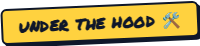 UNDER THE HOOD 🛠️